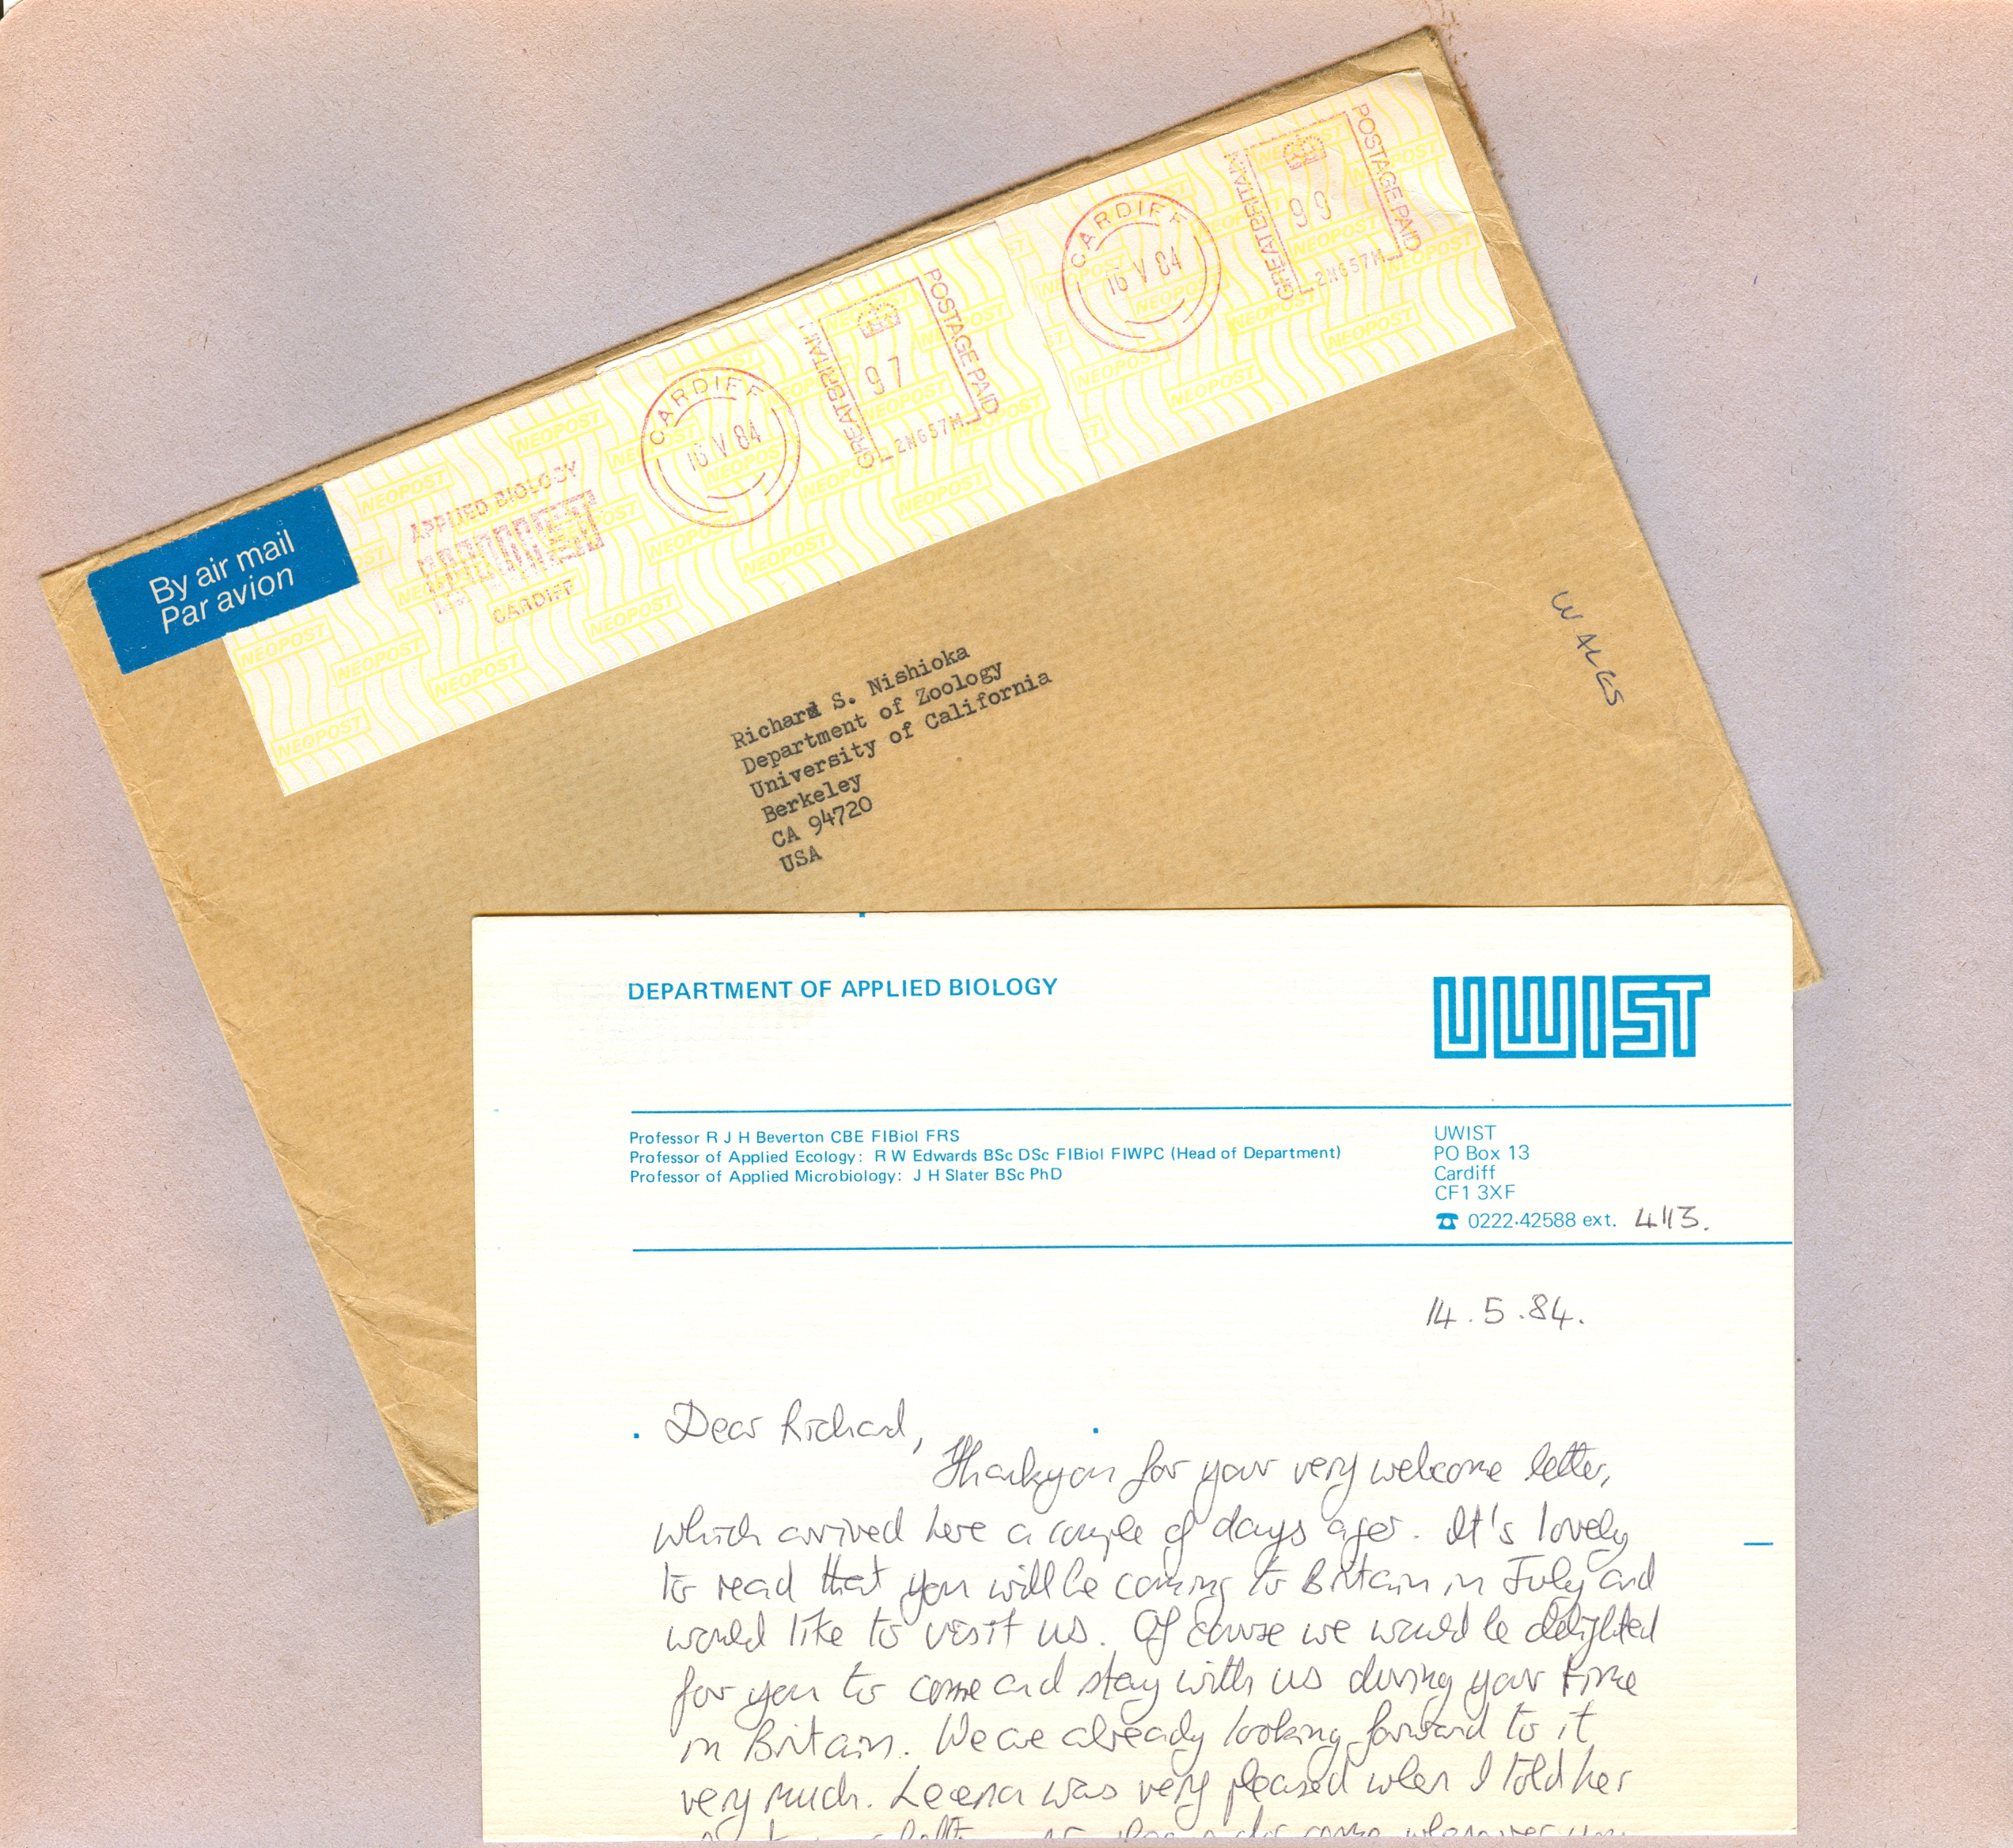 By air mail
Par avion
APPLIED BIOLOGY
UWIST
CARDIFF
CARDIFF
16 V 84
GREAT BRITAIN
97
POSTAGE PAID
2N657M
CARDIFF
16 V 84
GREAT BRITAIN
99
POSTAGE PAID
2N657M
NEOPOST
WALES
Richard S. Nishioka
Department of Zoology
University of California
Berkeley
CA 94720
USA
DEPARTMENT OF APPLIED BIOLOGY
UWIST
Professor R J H Beverton CBE FIBiol FRS
Professor of Applied Ecology: R W Edwards BSc DSc FIBiol FIWPC (Head of Department)
Professor of Applied Microbiology: J H Slater BSc PhD
UWIST
PO Box 13
Cardiff
CF1 3XF
☎ 0222-42588 ext. 4113.
14.5.84.
Dear Richard,
Thankyou for your very welcome letter,
which arrived here a couple of days ago. It's lovely
to read that you will be coming to Britain in July and
would like to visit us. Of course we would be delighted
for you to come and stay with us during your time
in Britain. We are already looking forward to it
very much. Leena was very pleased when I told her